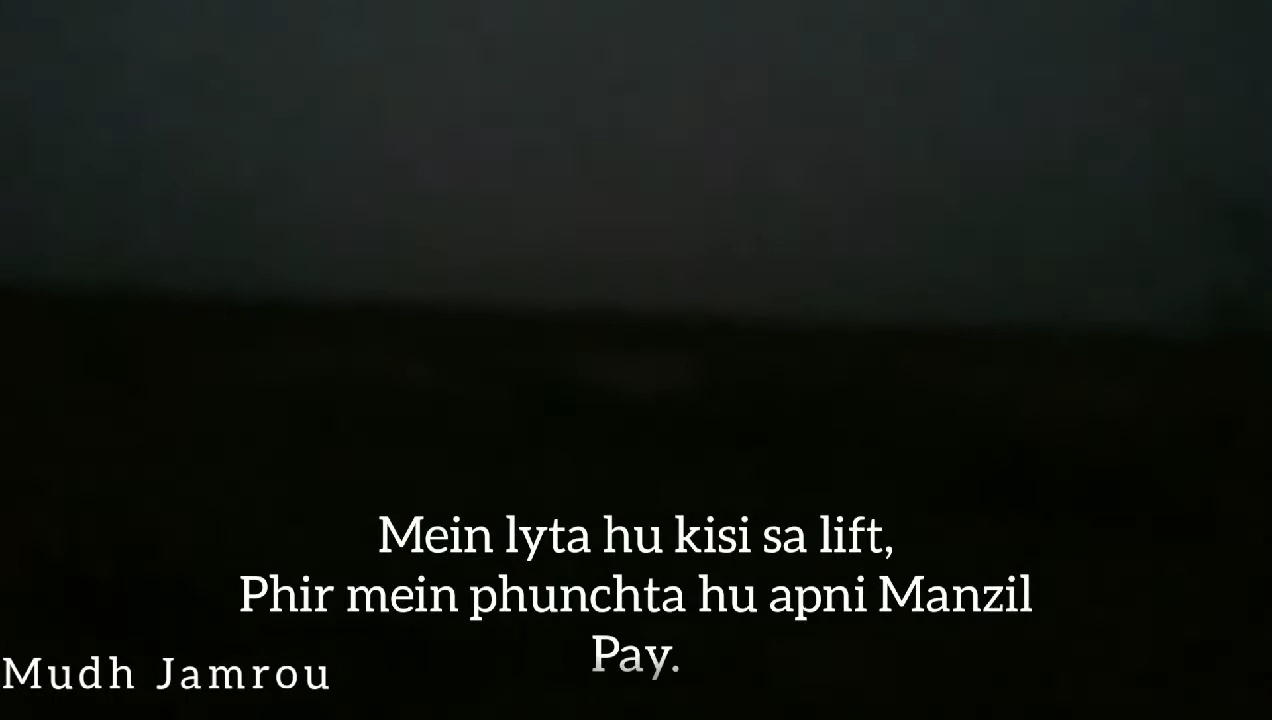 Mein lyta hu kisi sa lift,
Phir mein phunchta hu apni Manzil
Pay.
Mudh Jamrou